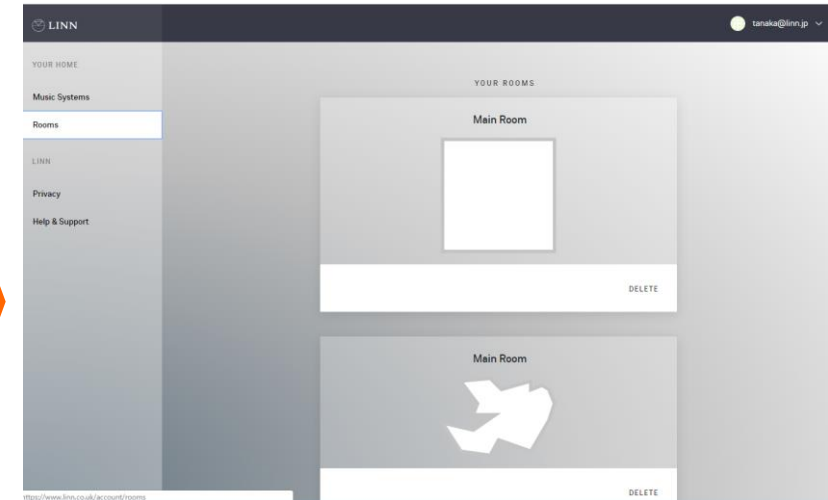 LINN
tanaka@linn.jp
YOUR HOME
Music Systems
Rooms
LINN
Privacy
Help & Support
YOUR ROOMS
Main Room
DELETE
Main Room
DELETE
https://www.linn.co.uk/account/rooms